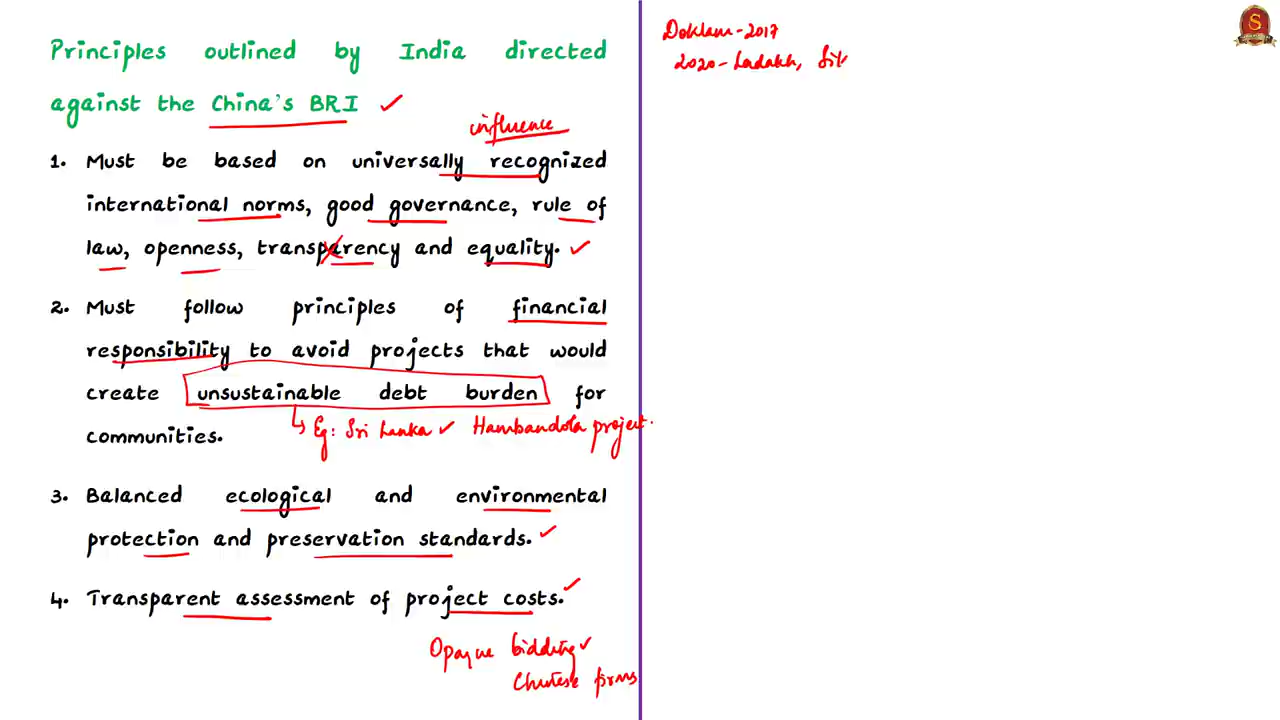 Principles outlined by India directed
against the China's BRI
influence
1. Must be based on universally recognized
international norms, good governance, rule of
law, openness, transparency and equality.
2. Must follow principles of financial
responsibility to avoid projects that would
create unsustainable debt burden for
communities.
Eg: Sri Lanka Hambandola project.
3. Balanced ecological and environmental
protection and preservation standards.
4. Transparent assessment of project costs.
Opaque bidding
Chinese firms
Doklam-2017
2020-Ladakh, Sik
S